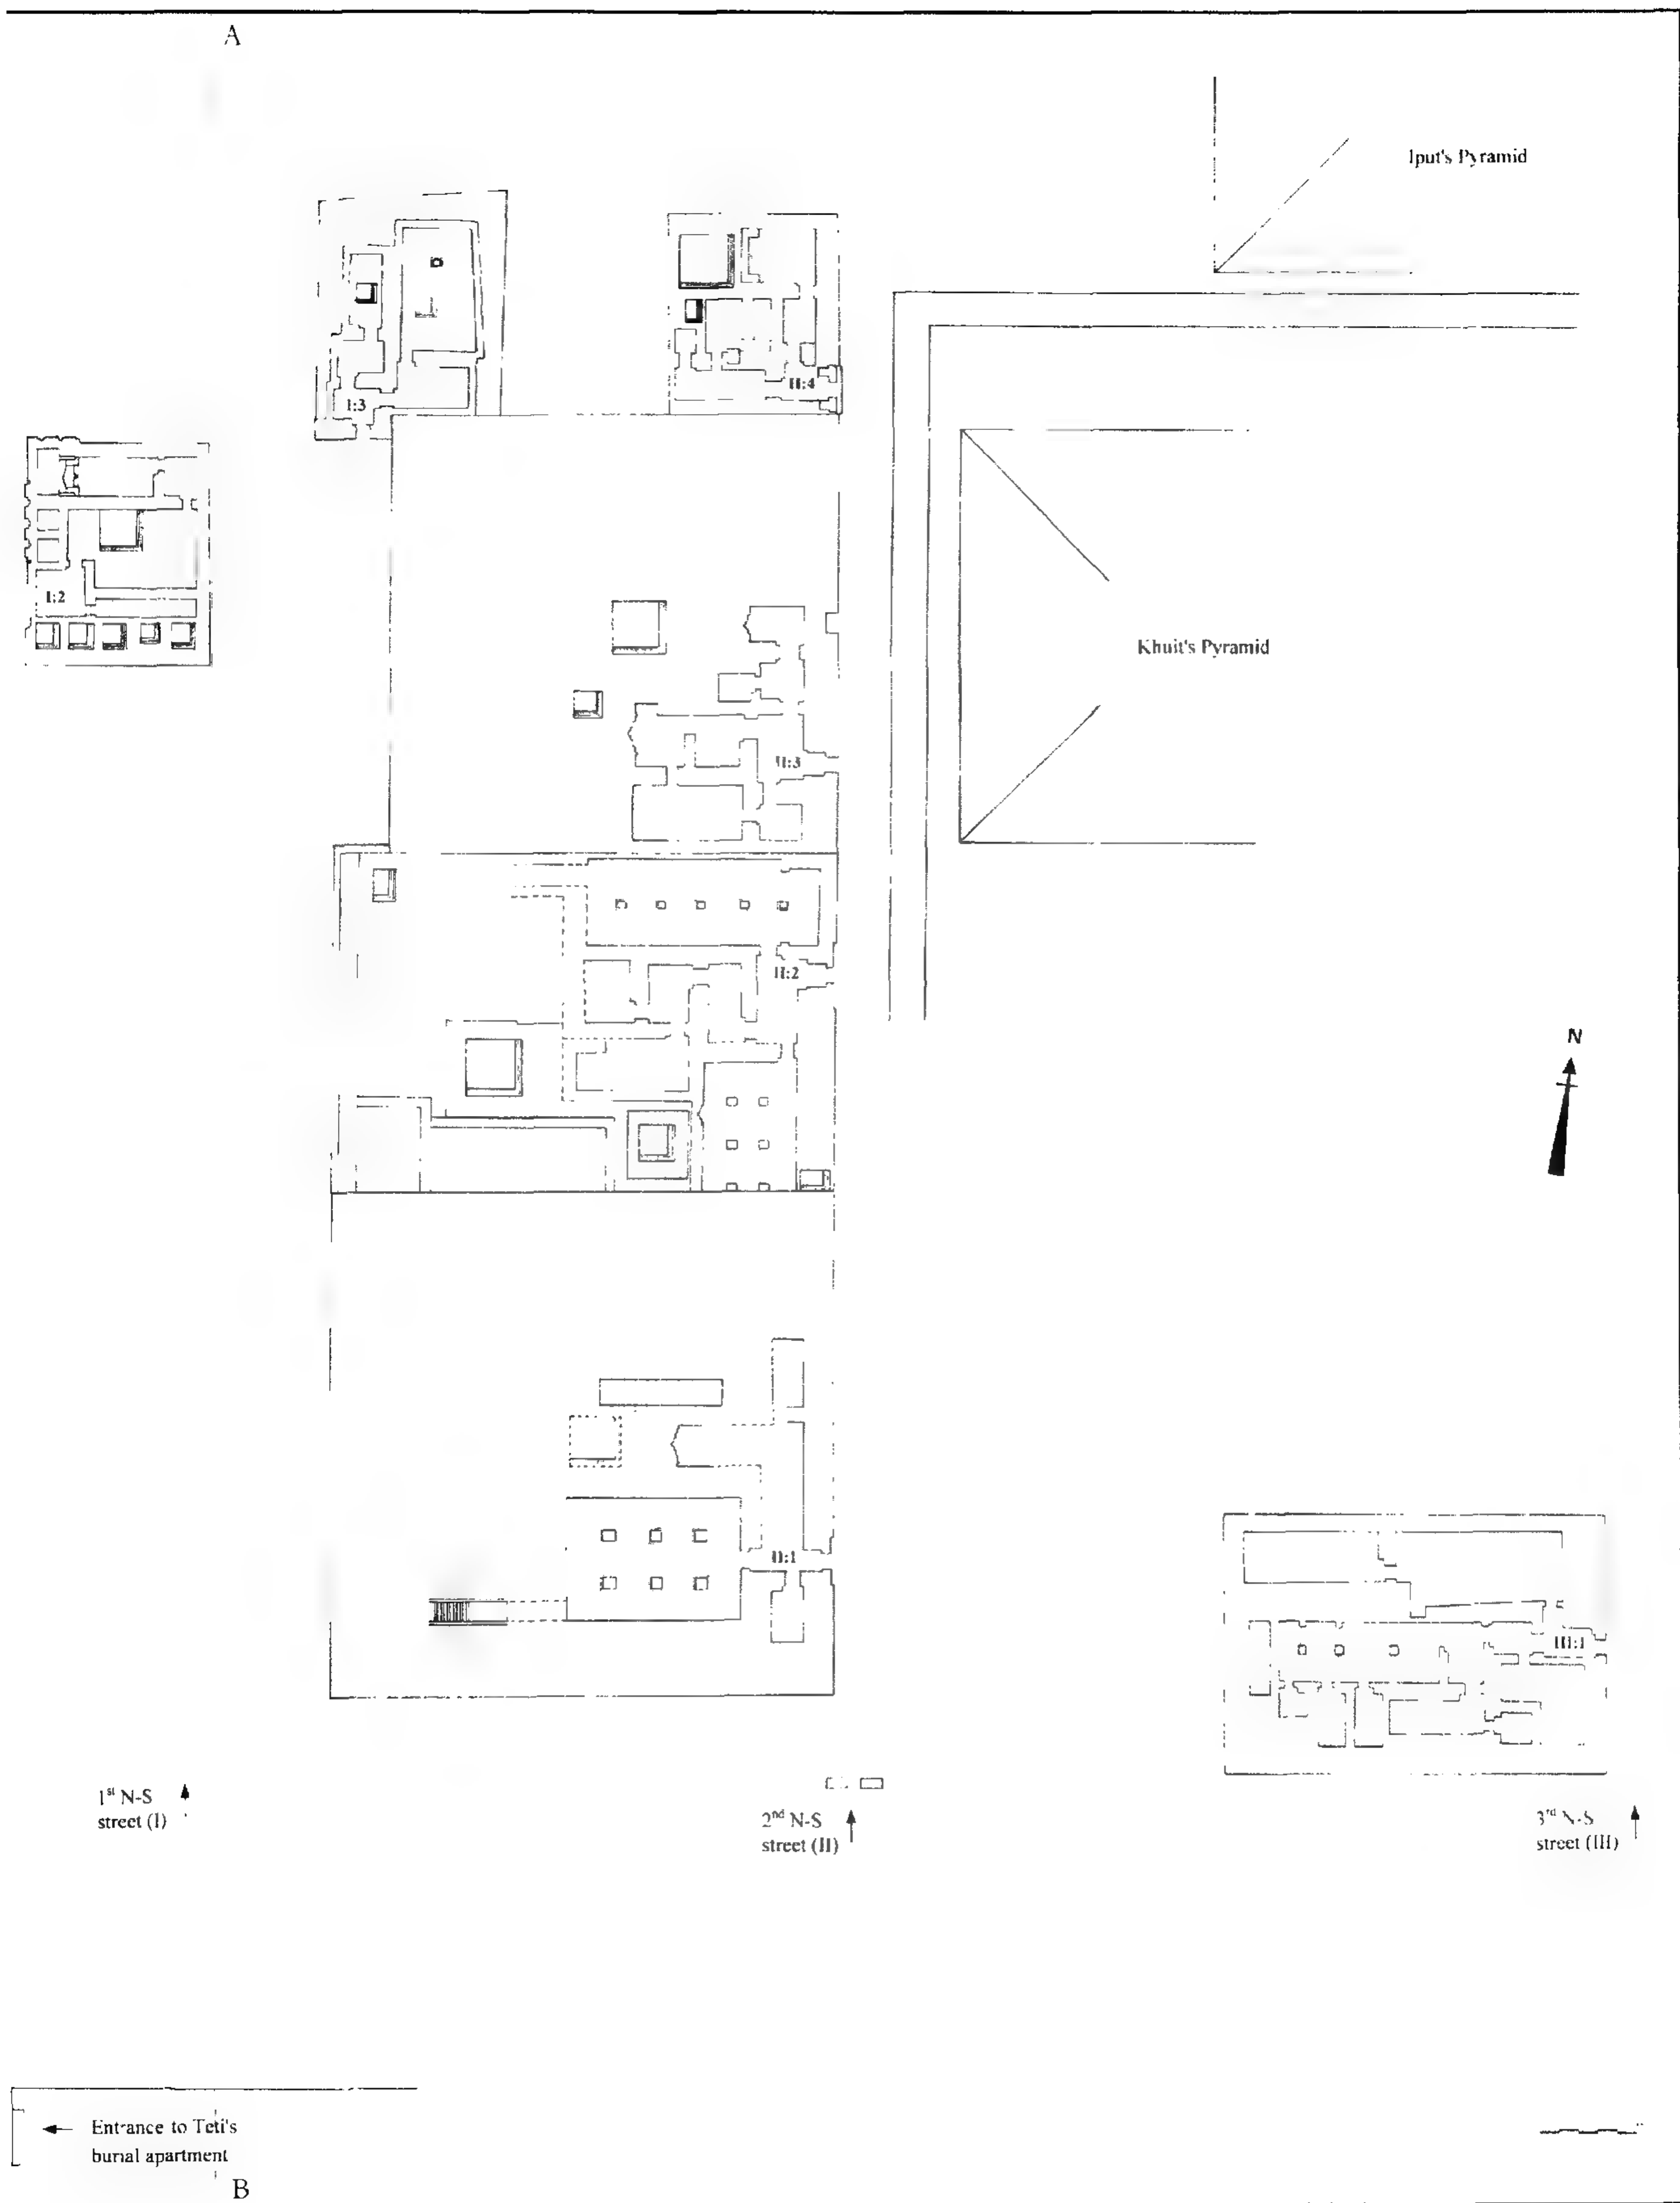 A
Iput's Pyramid
II:4
I:3
I:2
Khuit's Pyramid
II:3
II:2
N
II:1
III:1
1st N-S
street (I)
2nd N-S
street (II)
3rd N-S
street (III)
Entrance to Teti's
burial apartment
B